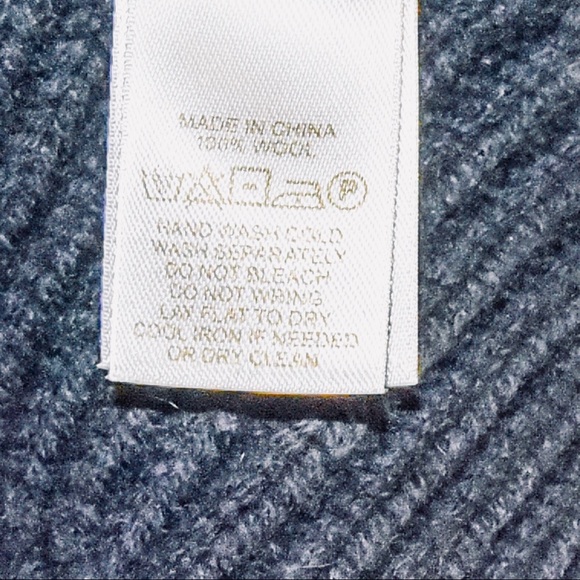 MADE IN CHINA
100% WOOL
P
HAND WASH COLD
WASH SEPARATELY
DO NOT BLEACH
DO NOT WRING
LAY FLAT TO DRY
COOL IRON IF NEEDED
OR DRY CLEAN